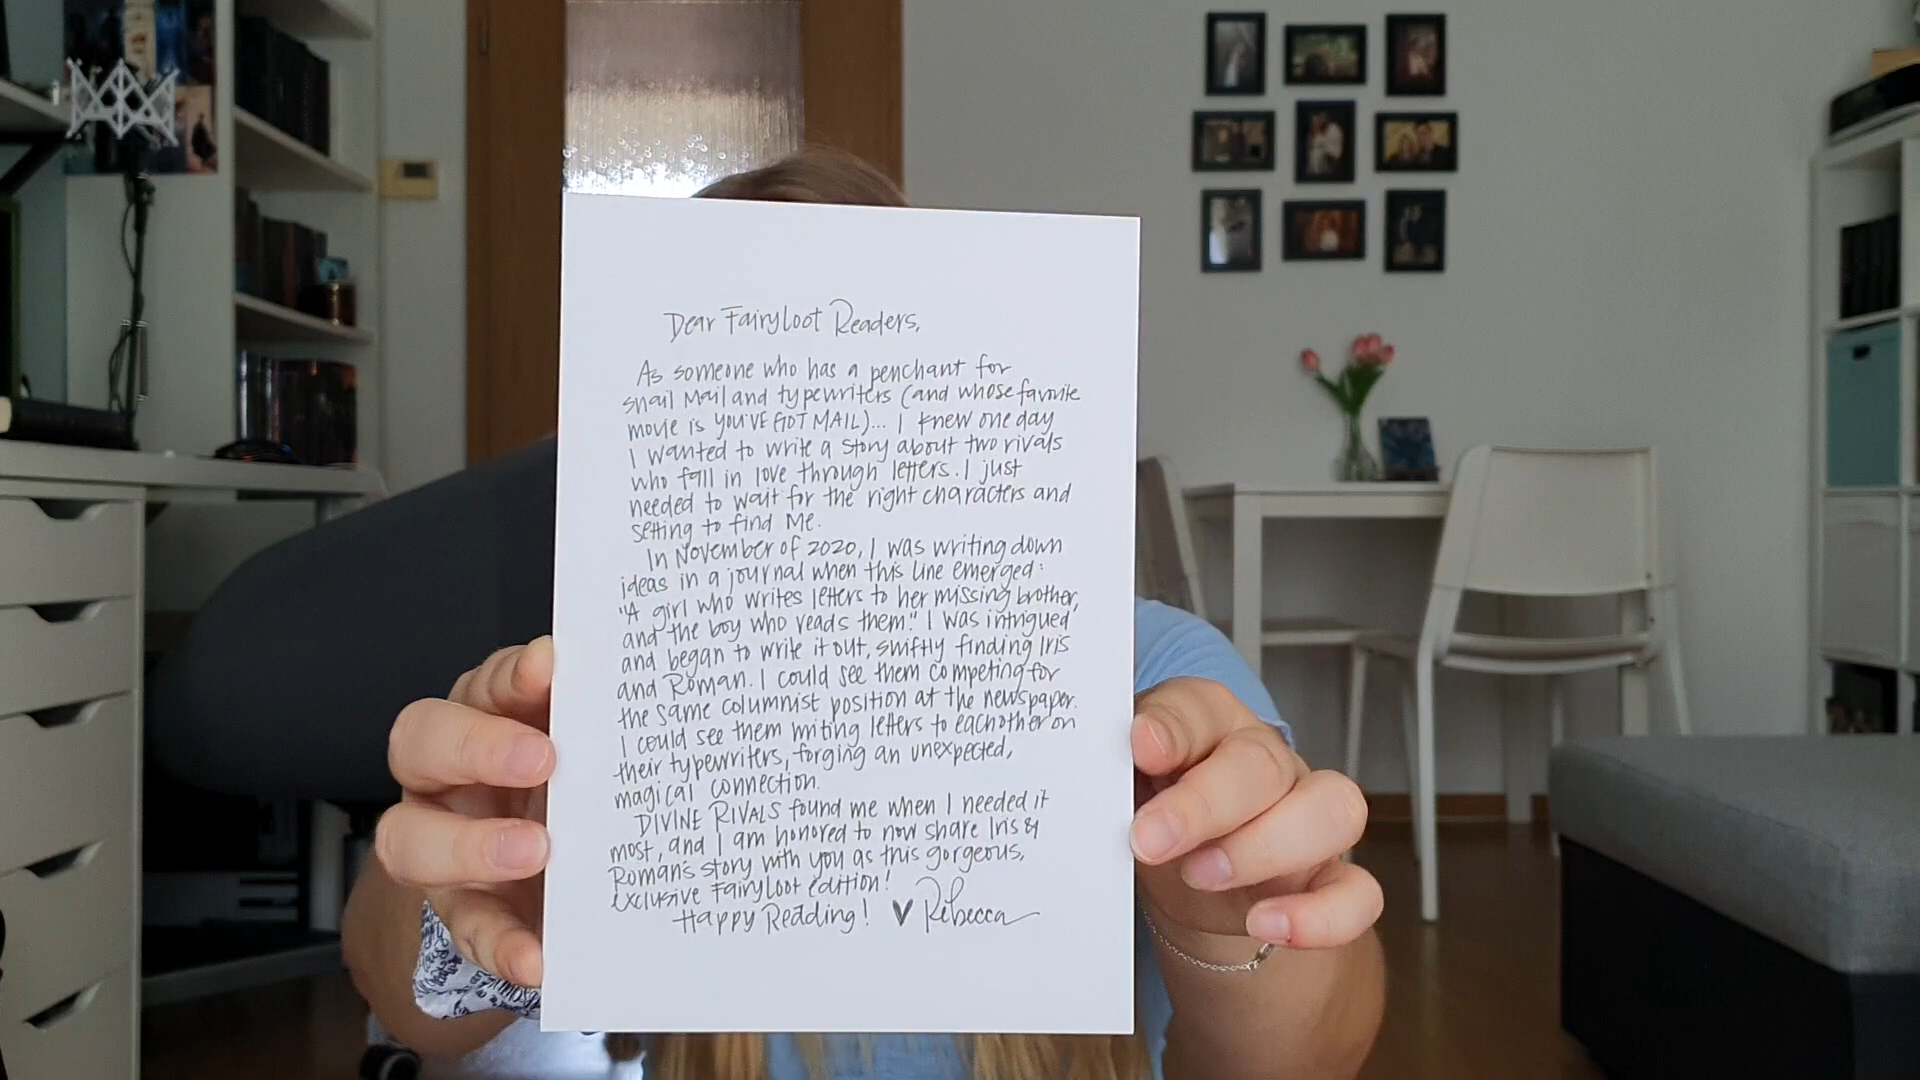 Dear Fairyloot Readers,
As someone who has a penchant for
snail mail and typewriters (and whose favorite
movie is YOU'VE GOT MAIL)... I knew one day
I wanted to write a story about two rivals
who fall in love through letters. I just
needed to wait for the right characters and
setting to find me.
In November of 2020, I was writing down
ideas in a journal when this line emerged:
"A girl who writes letters to her missing brother,
and the boy who reads them." I was intrigued
and began to write it out, swiftly finding Iris
and Roman. I could see them competing for
the same columnist position at the newspaper.
I could see them writing letters to eachother on
their typewriters, forging an unexpected,
magical connection.
DIVINE RIVALS found me when I needed it
most, and I am honored to now share Iris &
Roman's story with you as this gorgeous,
exclusive Fairyloot edition!
Happy Reading! ♥ Rebecca